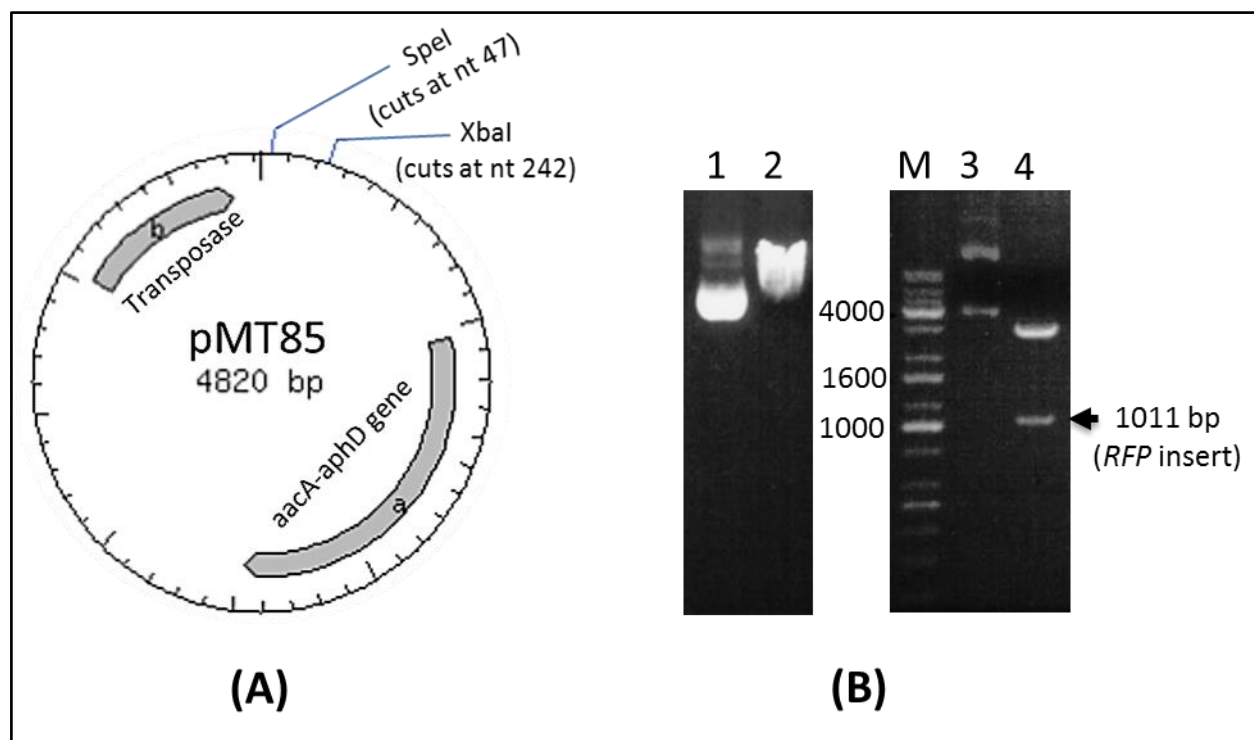 SpeI
(cuts at nt 47)
XbaI
(cuts at nt 242)
b
Transposase
pMT85
4820 bp
aacA-aphD gene
a
(A)
1 2 M 3 4
4000
1600
1000
1011 bp
(RFP insert)
(B)